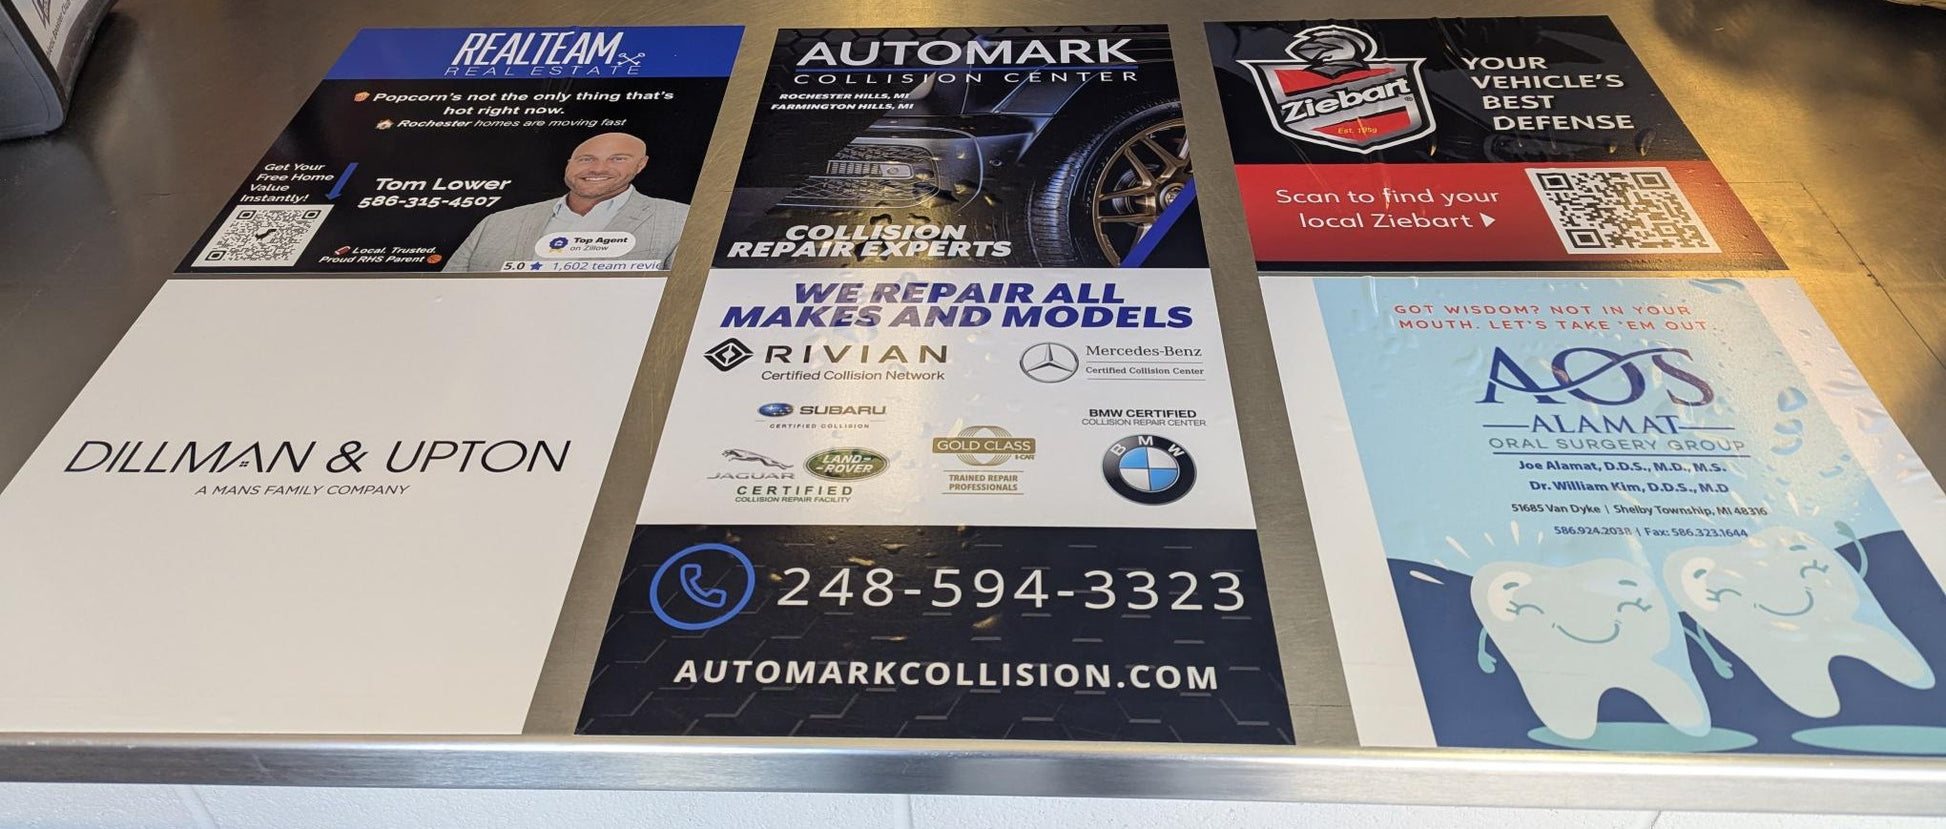 REALTEAM
REAL ESTATE
Popcorn's not the only thing that's
hot right now.
Rochester homes are moving fast
Get Your
Free Home
Value
Instantly!
Tom Lower
586-315-4507
Local. Trusted.
Proud RHS Parent
Top Agent
on Zillow
5.0 ★ 1,602 team revie
DILLMAN & UPTON
A MANS FAMILY COMPANY
AUTOMARK
COLLISION CENTER
ROCHESTER HILLS, MI
FARMINGTON HILLS, MI
COLLISION
REPAIR EXPERTS
WE REPAIR ALL
MAKES AND MODELS
RIVIAN
Certified Collision Network
Mercedes-Benz
Certified Collision Center
SUBARU
CERTIFIED COLLISION
JAGUAR
LAND-
-ROVER
CERTIFIED
COLLISION REPAIR FACILITY
GOLD CLASS
I-CAR
TRAINED REPAIR
PROFESSIONALS
BMW CERTIFIED
COLLISION REPAIR CENTER
BMW
248-594-3323
AUTOMARKCOLLISION.COM
Ziebart®
Est. 1959
YOUR
VEHICLE'S
BEST
DEFENSE
Scan to find your
local Ziebart
GOT WISDOM? NOT IN YOUR
MOUTH. LET'S TAKE 'EM OUT...
AOS
ALAMAT
ORAL SURGERY GROUP
Joe Alamat, D.D.S., M.D., M.S.
Dr. William Kim, D.D.S., M.D
51685 Van Dyke | Shelby Township, MI 48316
586.924.2038 | Fax: 586.323.1644